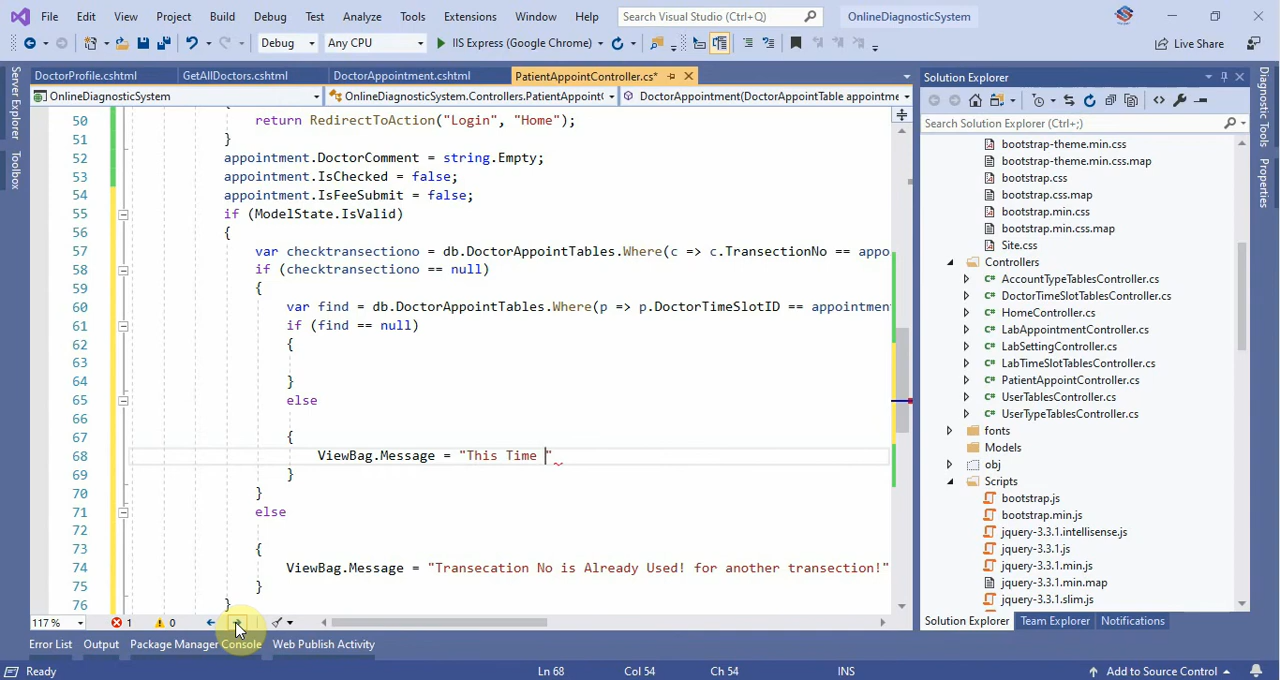 File Edit View Project Build Debug Test Analyze Tools Extensions Window Help Search Visual Studio (Ctrl+Q) OnlineDiagnosticSystem
Debug Any CPU IIS Express (Google Chrome) Live Share
DoctorProfile.cshtml GetAllDoctors.cshtml DoctorAppointment.cshtml PatientAppointController.cs*
OnlineDiagnosticSystem OnlineDiagnosticSystem.Controllers.PatientAppoint DoctorAppointment(DoctorAppointTable appointme
50 return RedirectToAction("Login", "Home");
51 }
52 appointment.DoctorComment = string.Empty;
53 appointment.IsChecked = false;
54 appointment.IsFeeSubmit = false;
55 if (ModelState.IsValid)
56 {
57 var checktransectiono = db.DoctorAppointTables.Where(c => c.TransectionNo == appo
58 if (checktransectiono == null)
59 {
60 var find = db.DoctorAppointTables.Where(p => p.DoctorTimeSlotID == appointment
61 if (find == null)
62 {
63
64 }
65 else
66
67 {
68 ViewBag.Message = "This Time "
69 }
70 }
71 else
72
73 {
74 ViewBag.Message = "Transecation No is Already Used! for another transection!"
75 }
76 }
117 % 1 0
Error List Output Package Manager Console Web Publish Activity
Ready Ln 68 Col 54 Ch 54 INS Add to Source Control
Server Explorer
Toolbox
Solution Explorer
Search Solution Explorer (Ctrl+;)
bootstrap-theme.min.css
bootstrap-theme.min.css.map
bootstrap.css
bootstrap.css.map
bootstrap.min.css
bootstrap.min.css.map
Site.css
Controllers
C# AccountTypeTablesController.cs
C# DoctorTimeSlotTablesController.cs
C# HomeController.cs
C# LabAppointmentController.cs
C# LabSettingController.cs
C# LabTimeSlotTablesController.cs
C# PatientAppointController.cs
C# UserTablesController.cs
C# UserTypeTablesController.cs
fonts
Models
obj
Scripts
bootstrap.js
bootstrap.min.js
jquery-3.3.1.intellisense.js
jquery-3.3.1.js
jquery-3.3.1.min.js
jquery-3.3.1.min.map
jquery-3.3.1.slim.js
Solution Explorer Team Explorer Notifications
Diagnostic Tools
Properties